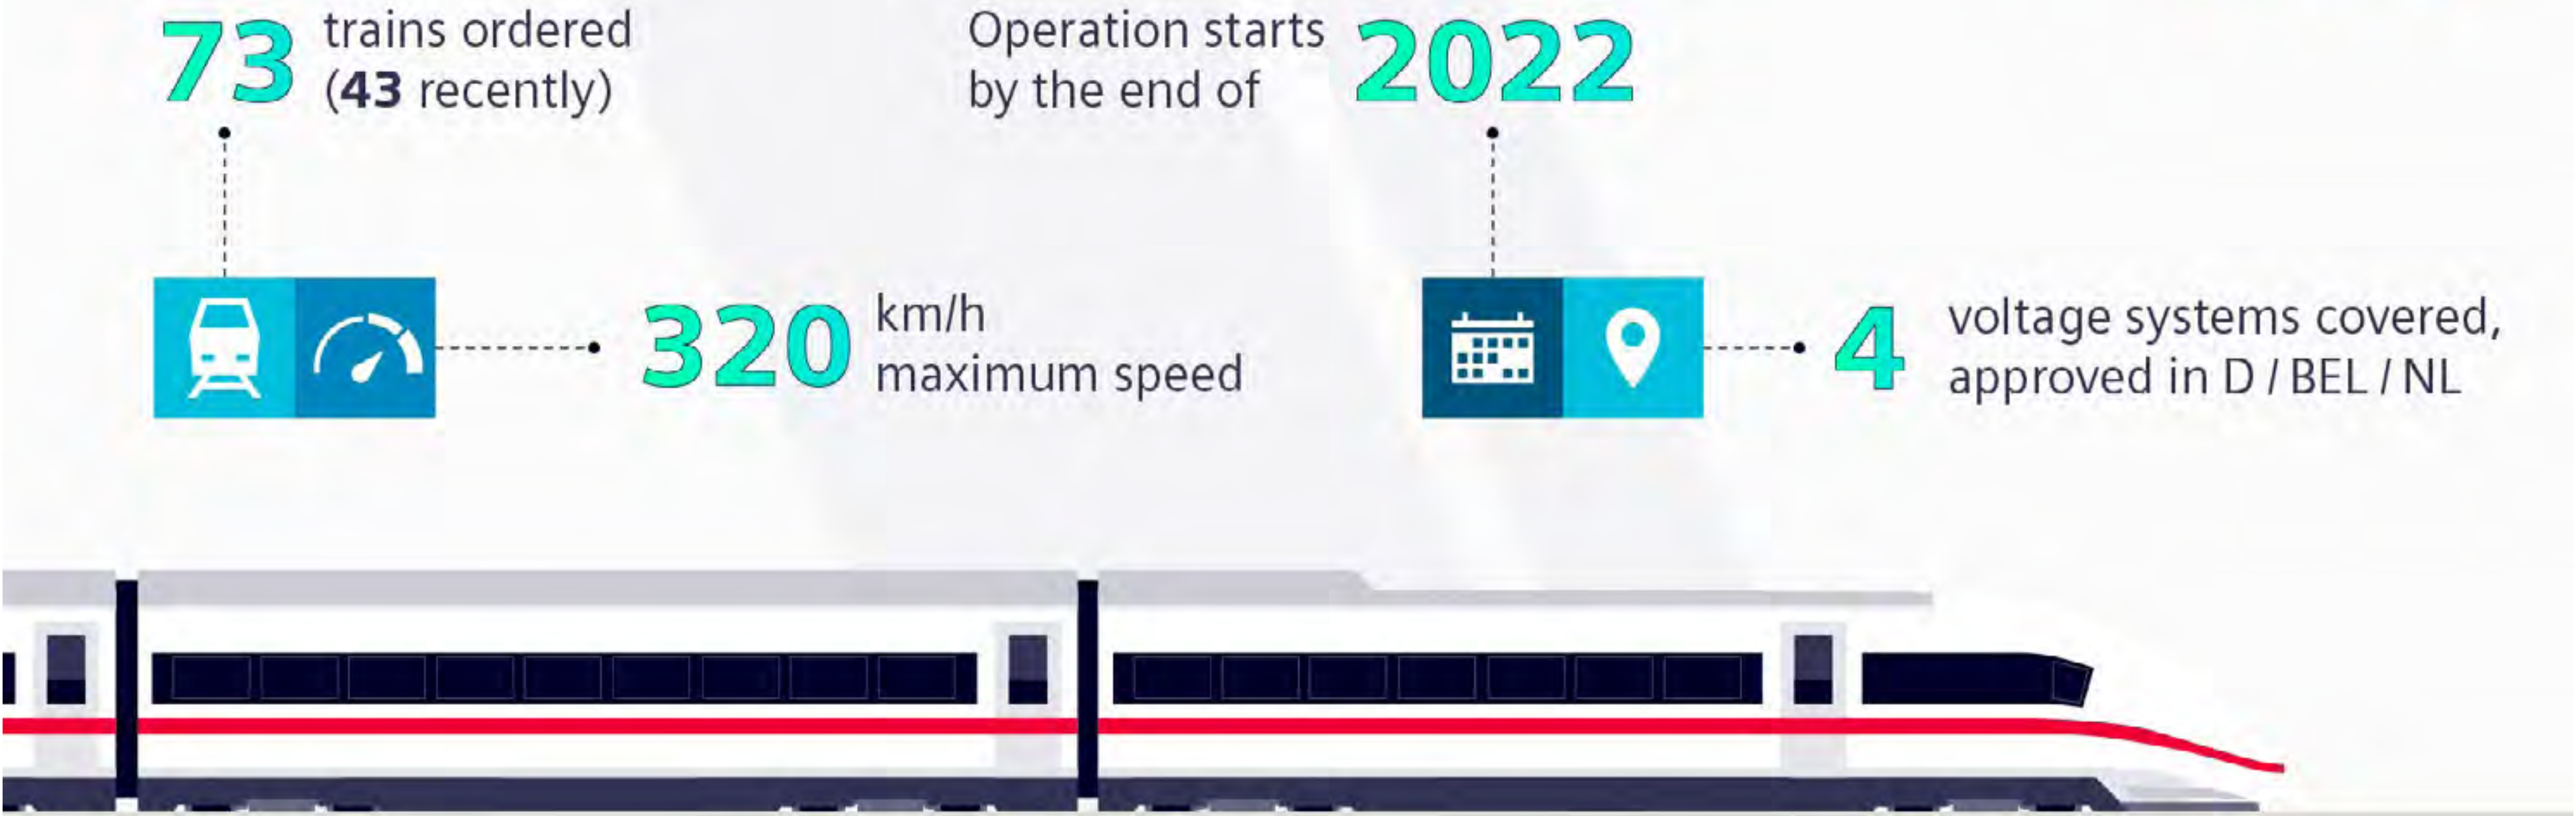 73 trains ordered
(43 recently)
Operation starts
by the end of 2022
320 km/h
maximum speed
4 voltage systems covered,
approved in D / BEL / NL